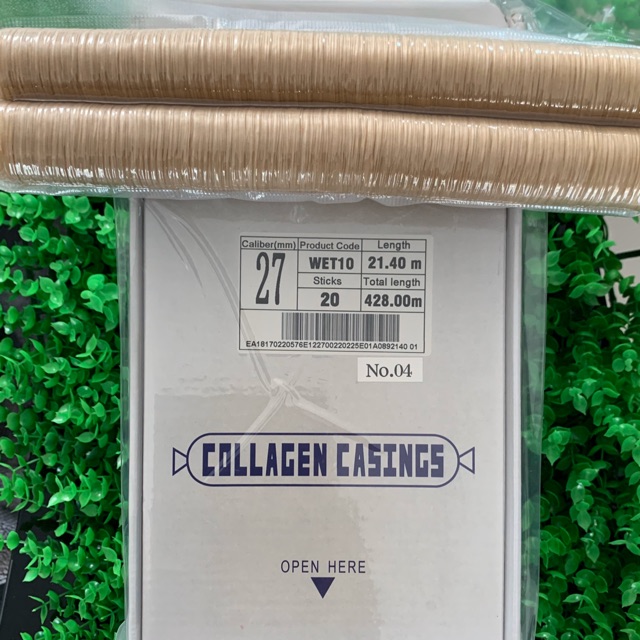 Caliber(mm) Product Code Length
27 WET10 21.40 m
Sticks Total length
20 428.00m
EA18170220576E122700220225E01A0892140 01
No.04
COLLAGEN CASINGS
OPEN HERE